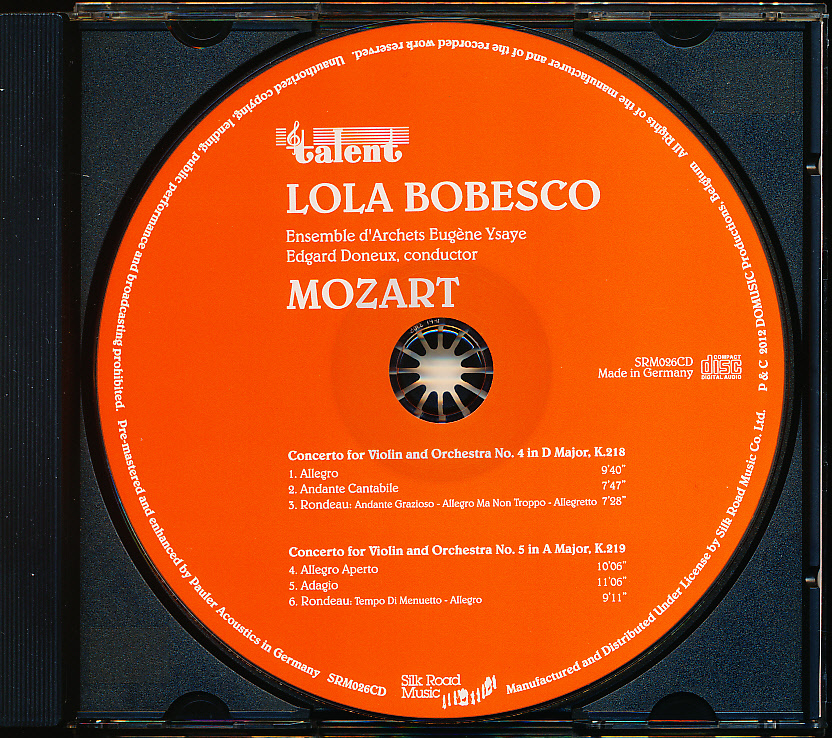 talent
LOLA BOBESCO
Ensemble d'Archets Eugène Ysaye
Edgard Doneux, conductor
MOZART
SRM026CD
Made in Germany
COMPACT
disc
DIGITAL AUDIO
Concerto for Violin and Orchestra No. 4 in D Major, K.218
1. Allegro 9'40"
2. Andante Cantabile 7'47"
3. Rondeau: Andante Grazioso - Allegro Ma Non Troppo - Allegretto 7'28"
Concerto for Violin and Orchestra No. 5 in A Major, K.219
4. Allegro Aperto 10'06"
5. Adagio 11'06"
6. Rondeau: Tempo Di Menuetto - Allegro 9'11"
Silk Road
Music
All Rights of the manufacturer and of the recorded work reserved. Unauthorized copying, lending, public performance and broadcasting prohibited. Pre-mastered and enhanced by Pauler Acoustics in Germany SRM026CD
Manufactured and Distributed Under License by Silk Road Music Co. Ltd. P & C 2012 DOMUSIC Productions, Belgium